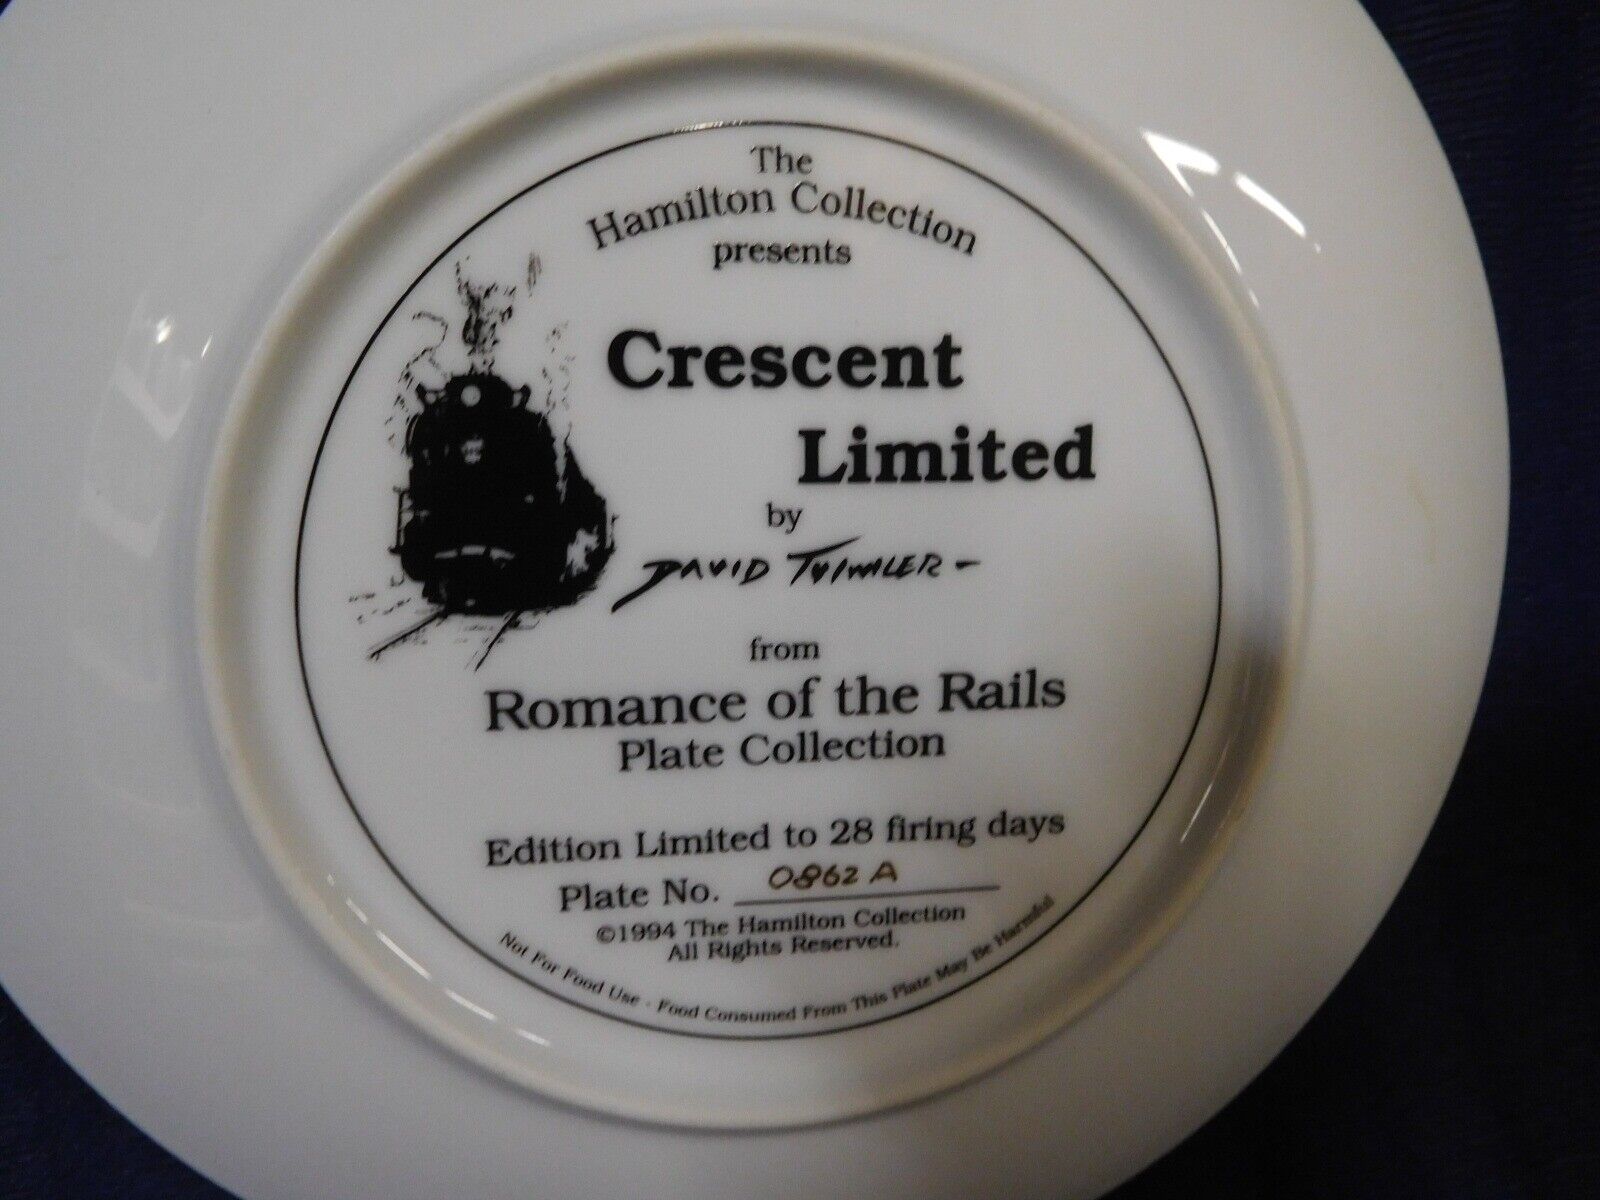 The
Hamilton Collection
presents
Crescent
Limited
by
DAVID TUTWILER
from
Romance of the Rails
Plate Collection
Edition Limited to 28 firing days
Plate No. 0862 A
©1994 The Hamilton Collection
All Rights Reserved.
Not For Food Use - Food Consumed From This Plate May Be Harmful